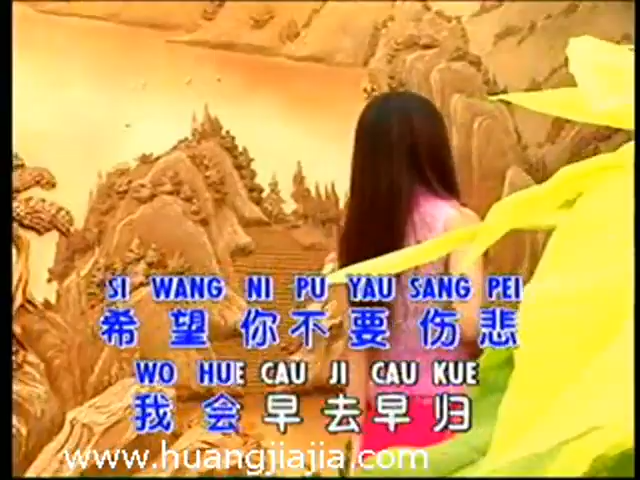 SI WANG NI PU YAU SANG PEI
希望你不要伤悲
WO HUE CAU JI CAU KUE
我会早去早归
www.huangjiajia.com